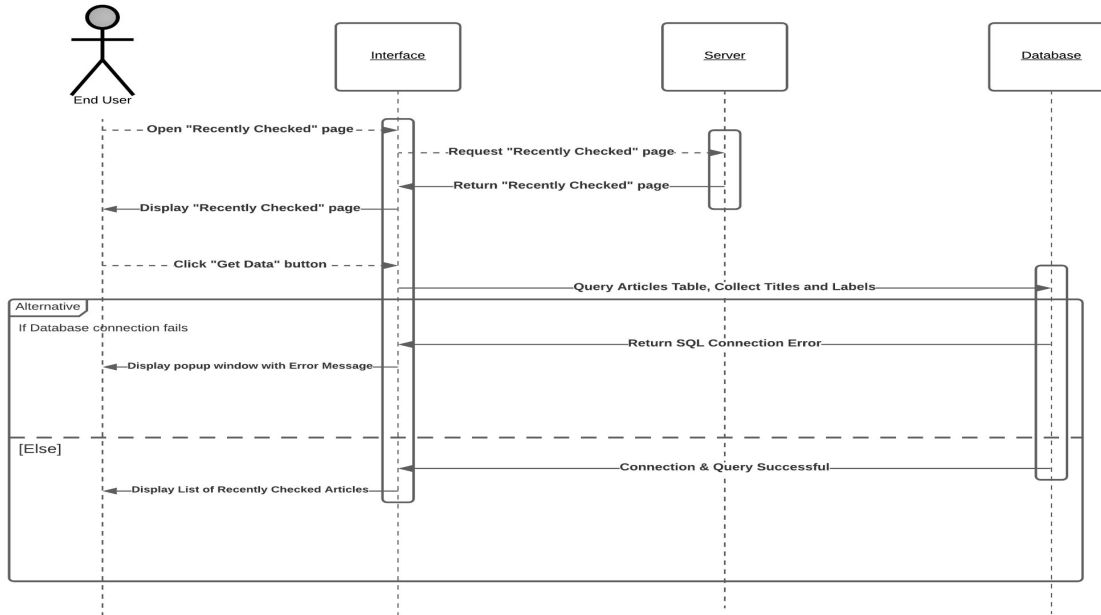 End User
Interface
Server
Database
Open "Recently Checked" page
Request "Recently Checked" page
Return "Recently Checked" page
Display "Recently Checked" page
Click "Get Data" button
Query Articles Table, Collect Titles and Labels
Alternative
If Database connection fails
Return SQL Connection Error
Display popup window with Error Message
[Else]
Connection & Query Successful
Display List of Recently Checked Articles